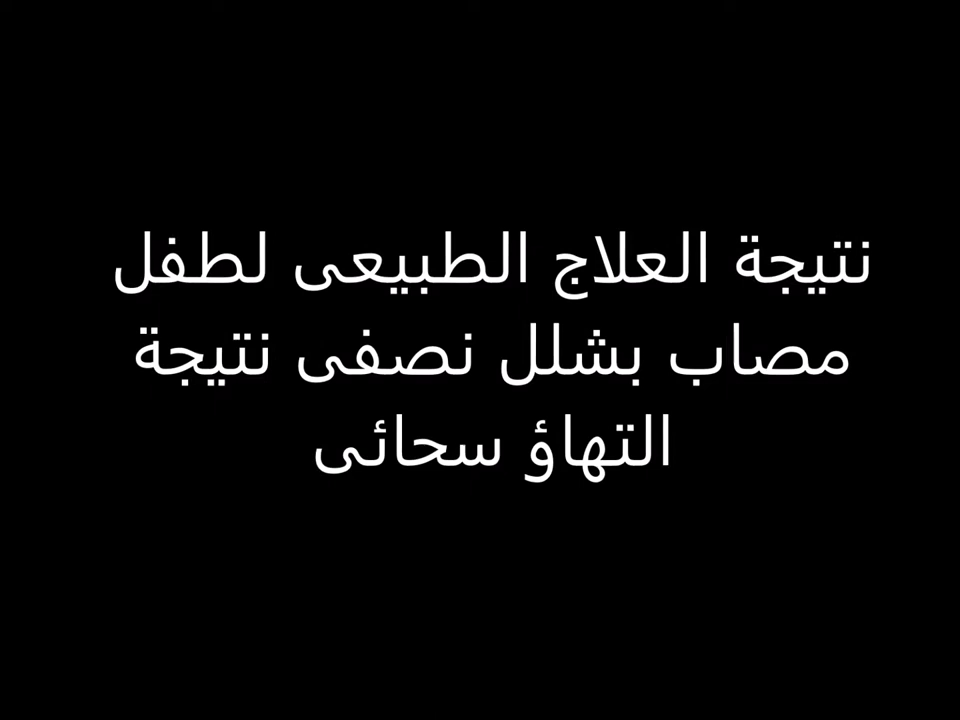 نتيجة العلاج الطبيعى لطفل
مصاب بشلل نصفى نتيجة
التهاؤ سحائى